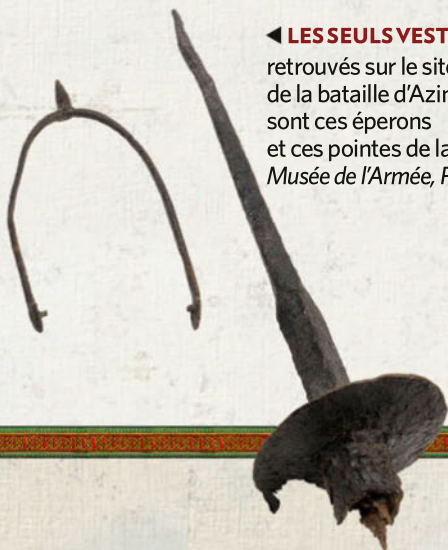 LES SEULS VEST
retrouvés sur le site
de la bataille d'Azin
sont ces éperons
et ces pointes de la
Musée de l'Armée, P